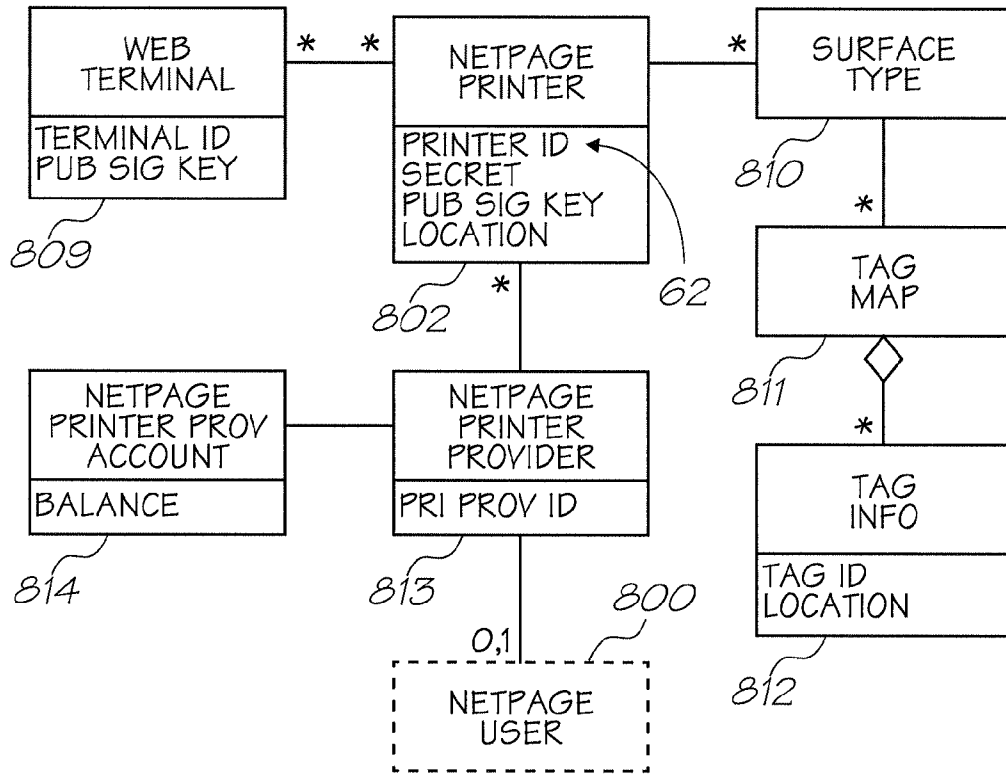 WEB
TERMINAL
TERMINAL ID
PUB SIG KEY
809
* *
NETPAGE
PRINTER
PRINTER ID
SECRET
PUB SIG KEY
LOCATION
62
802
*
*
SURFACE
TYPE
810
*
TAG
MAP
811
*
TAG
INFO
TAG ID
LOCATION
812
NETPAGE
PRINTER PROV
ACCOUNT
BALANCE
814
NETPAGE
PRINTER
PROVIDER
PRI PROV ID
813
800
0,1
NETPAGE
USER